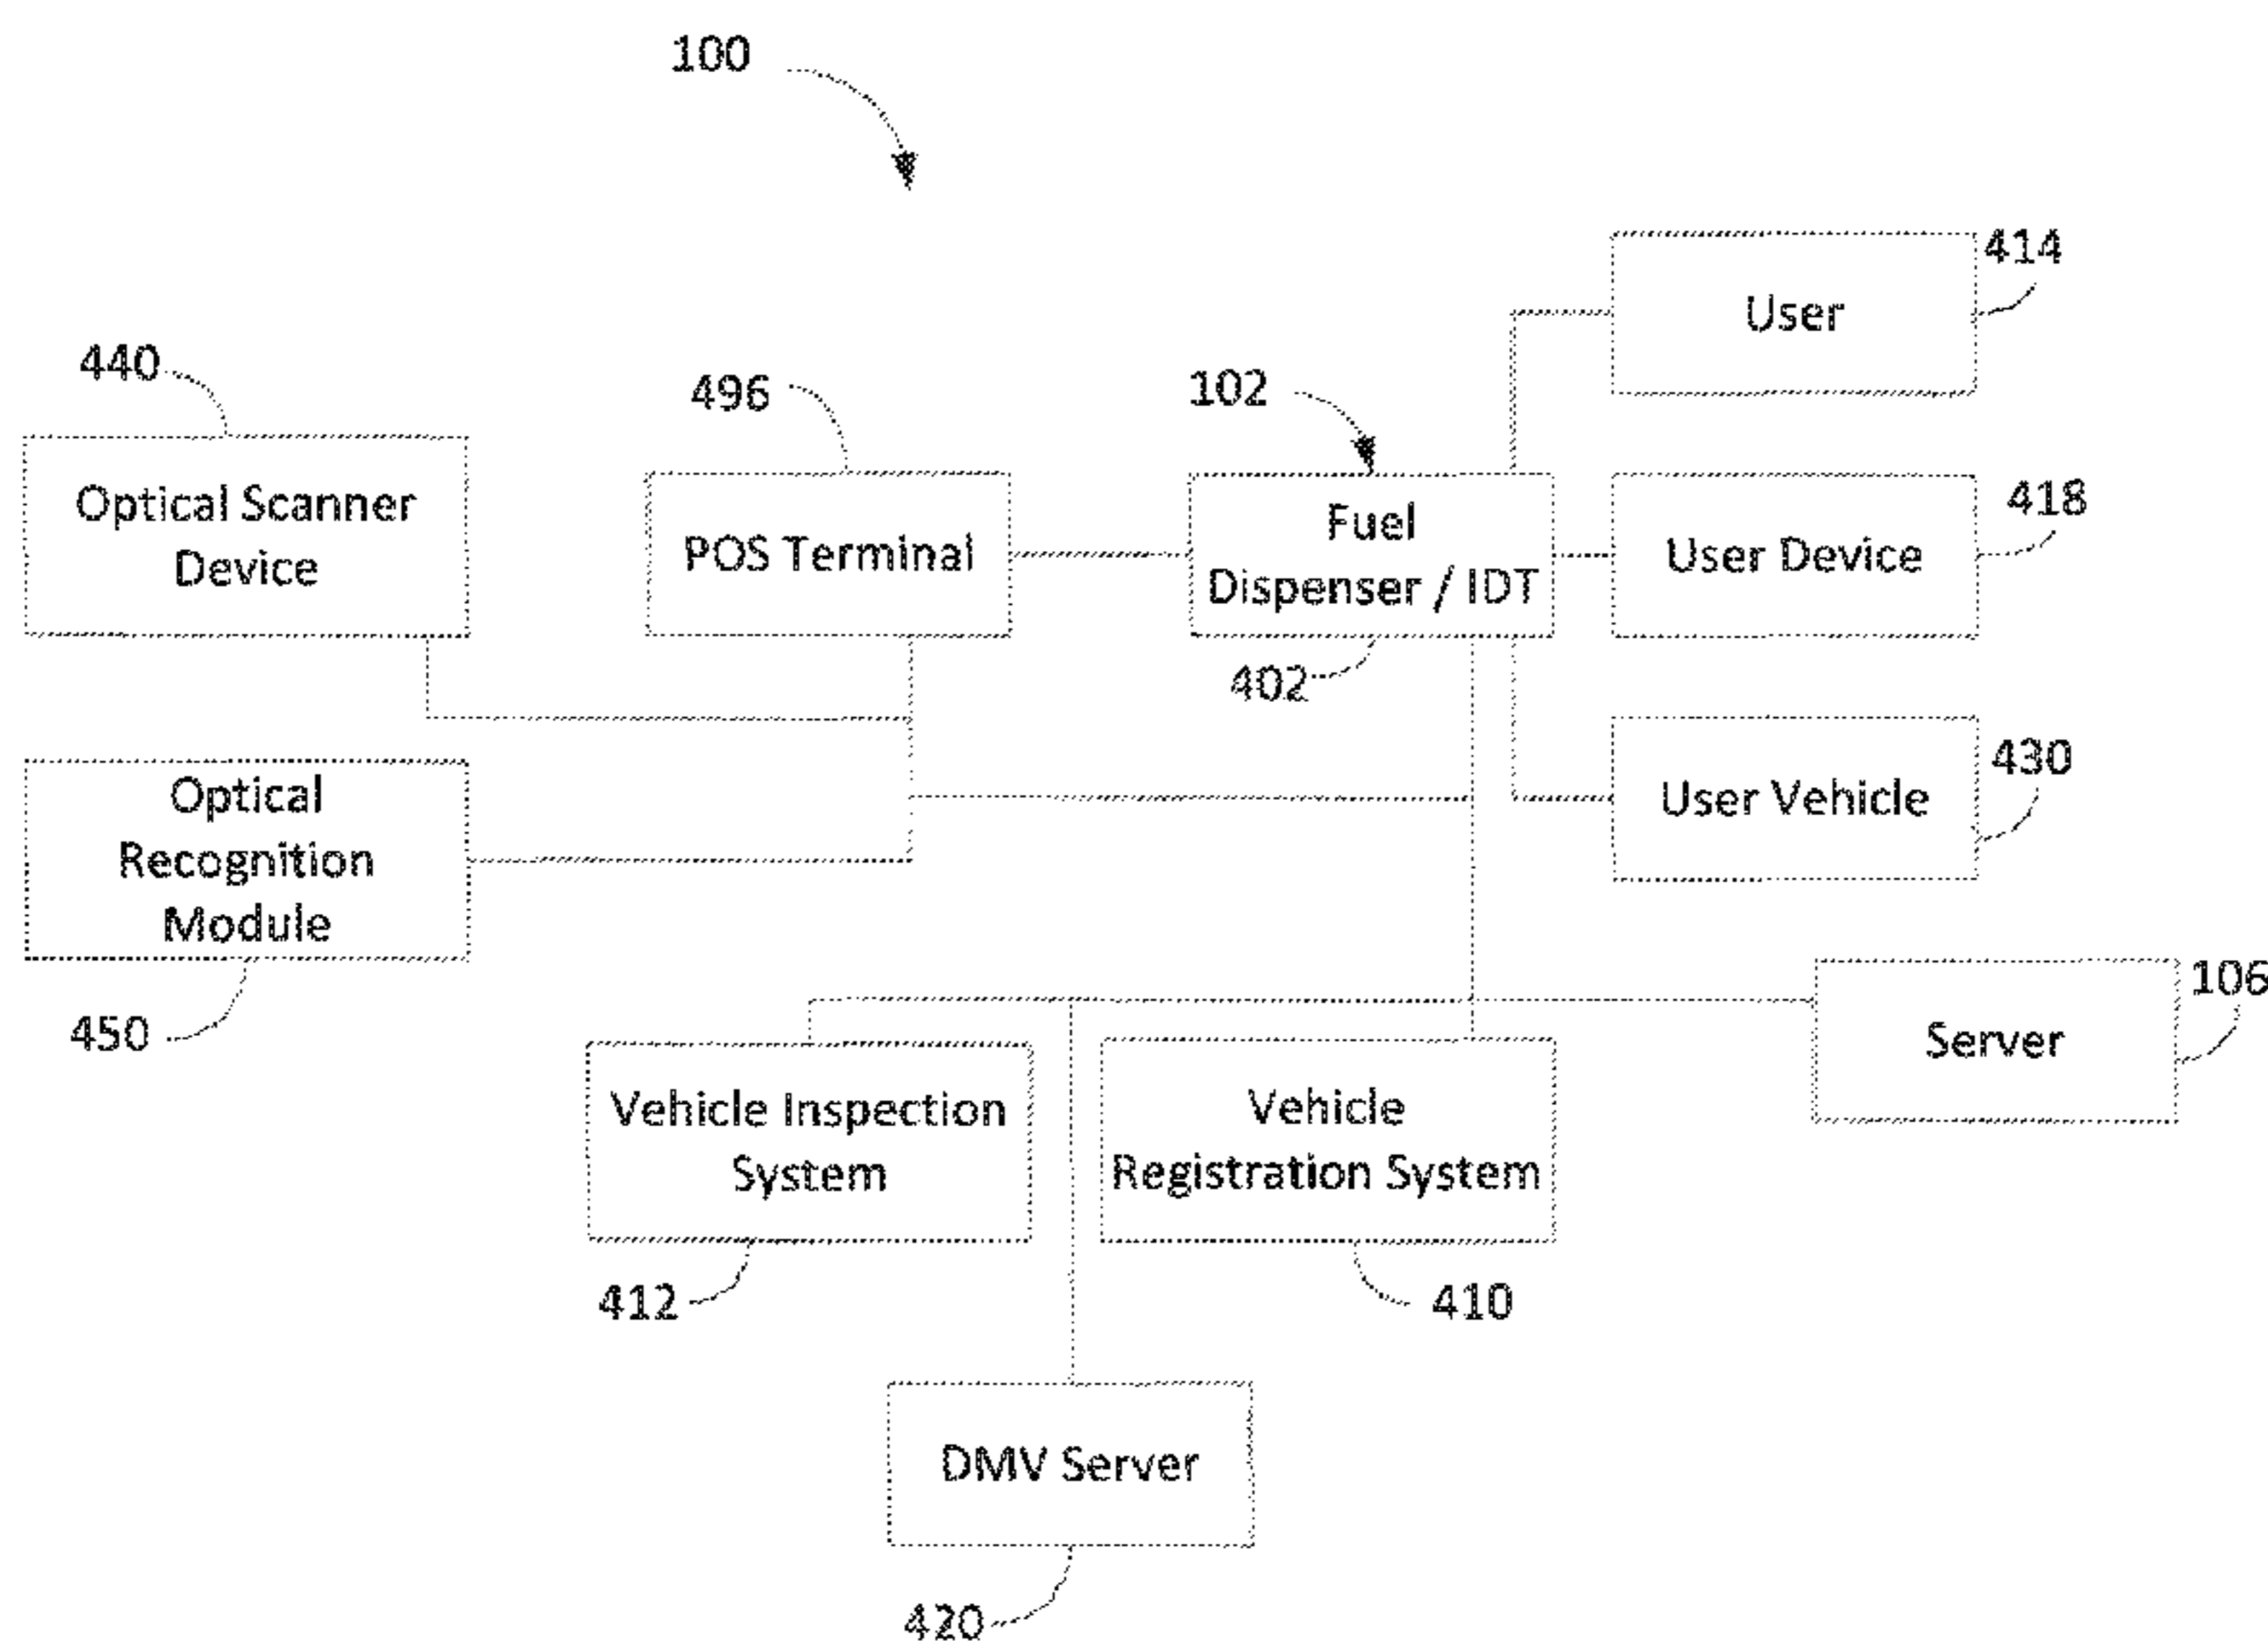 100
414
User
440
496
102
Optical Scanner
Device
POS Terminal
Fuel
Dispenser / IDT
418
User Device
402
430
User Vehicle
Optical
Recognition
Module
450
106
Server
Vehicle Inspection
System
Vehicle
Registration System
412
410
DMV Server
420